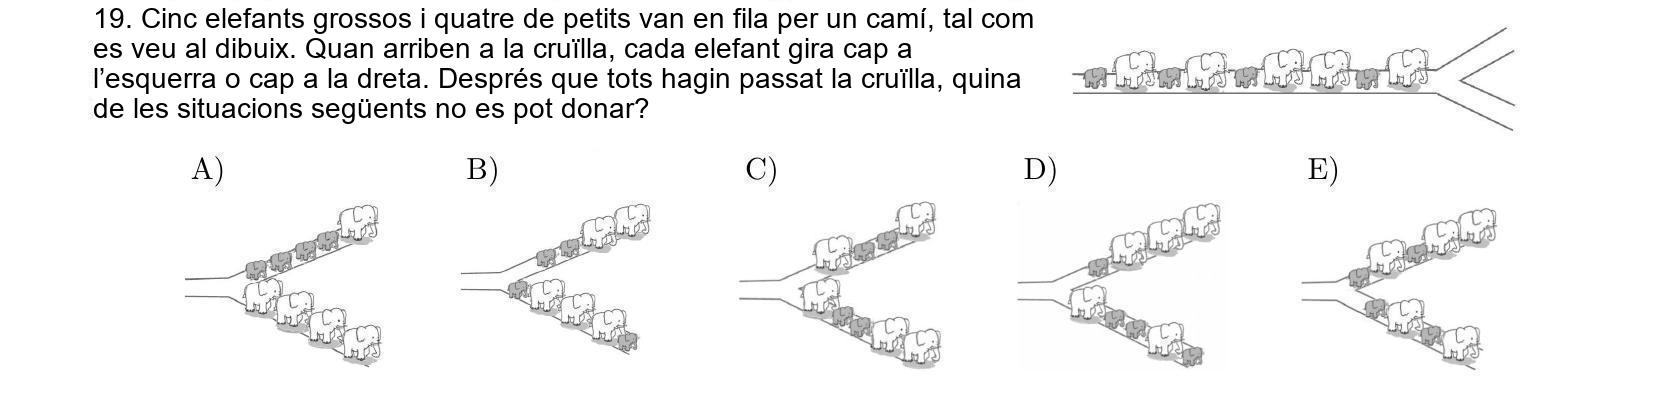 19. Cinc elefants grossos i quatre de petits van en fila per un camí, tal com
es veu al dibuix. Quan arriben a la cruïlla, cada elefant gira cap a
l’esquerra o cap a la dreta. Després que tots hagin passat la cruïlla, quina
de les situacions següents no es pot donar?
A) B) C) D) E)